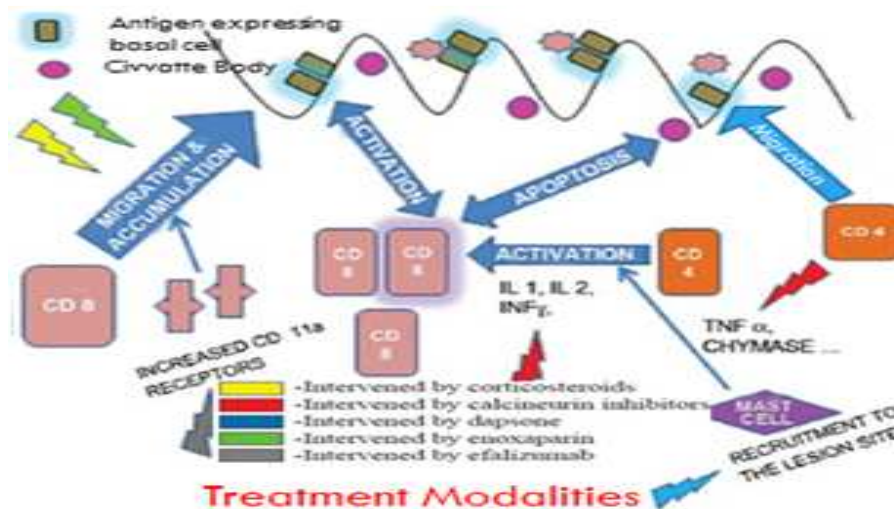 Antigen expressing
basal cell
Civvatte Body
MIGRATION &
ACCUMULATION
ACTIVATION
APOPTOSIS
Migration
CD 8
CD
8
CD
8
CD
8
ACTIVATION
CD
4
CD 4
IL 1, IL 2,
INFγ,
TNF α,
CHYMASE ...
INCREASED CD 11a
RECEPTORS
MAST
CELL
RECRUITMENT TO
THE LESION SITE
-Intervened by corticosteroids
-Intervened by calcineurin inhibitors
-Intervened by dapsone
-Intervened by enoxaparin
-Intervened by efalizumab
Treatment Modalities